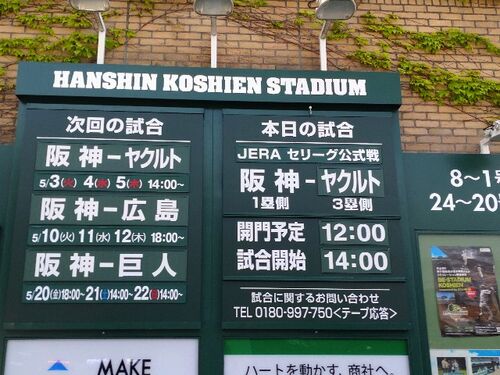 HANSHIN KOSHIEN STADIUM
次回の試合
阪神-ヤクルト
5/3(火) 4(水) 5(木) 14:00~
阪神-広島
5/10(火) 11(水) 12(木) 18:00~
阪神-巨人
5/20(金)18:00~21(土)14:00~22(日)14:00~
本日の試合
JERA セリーグ公式戦
阪神-ヤクルト
1塁側 3塁側
開門予定 12:00
試合開始 14:00
試合に関するお問い合わせ
TEL 0180-997-750<テープ応答>
8~1
24~20
BE-STADIUM
KOSHIEN
MAKE
ハートを動かす、商社へ。